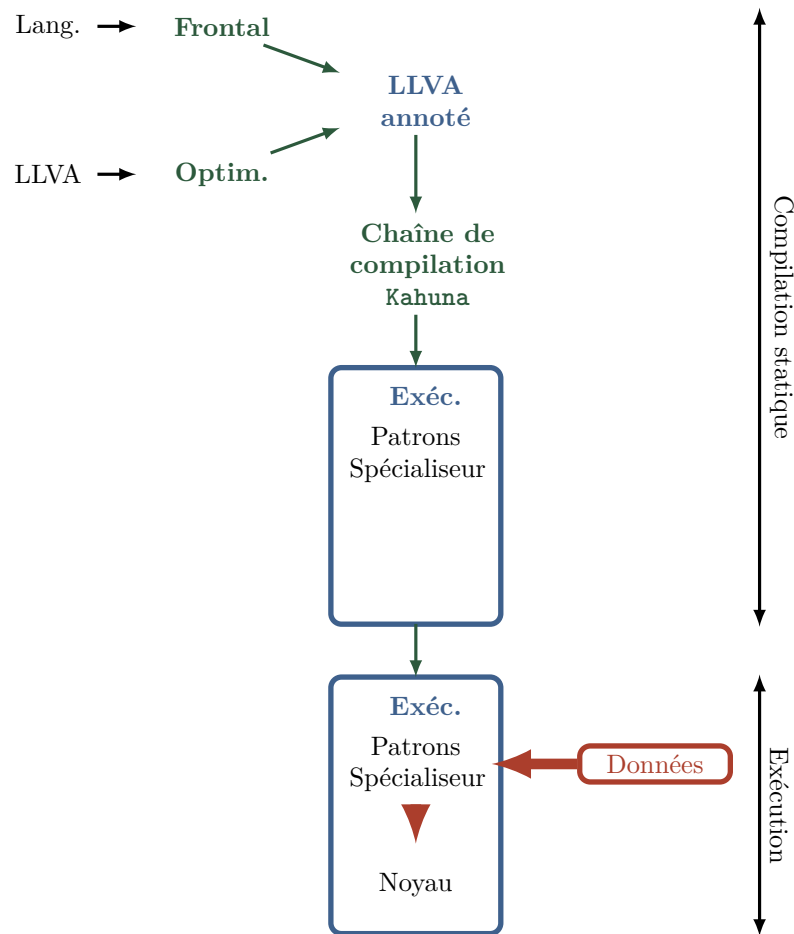 Lang.
Frontal
LLVA
annoté
LLVA
Optim.
Chaîne de
compilation
Kahuna
Compilation statique
Exéc.
Patrons
Spécialiseur
Exéc.
Patrons
Spécialiseur
Données
Exécution
Noyau